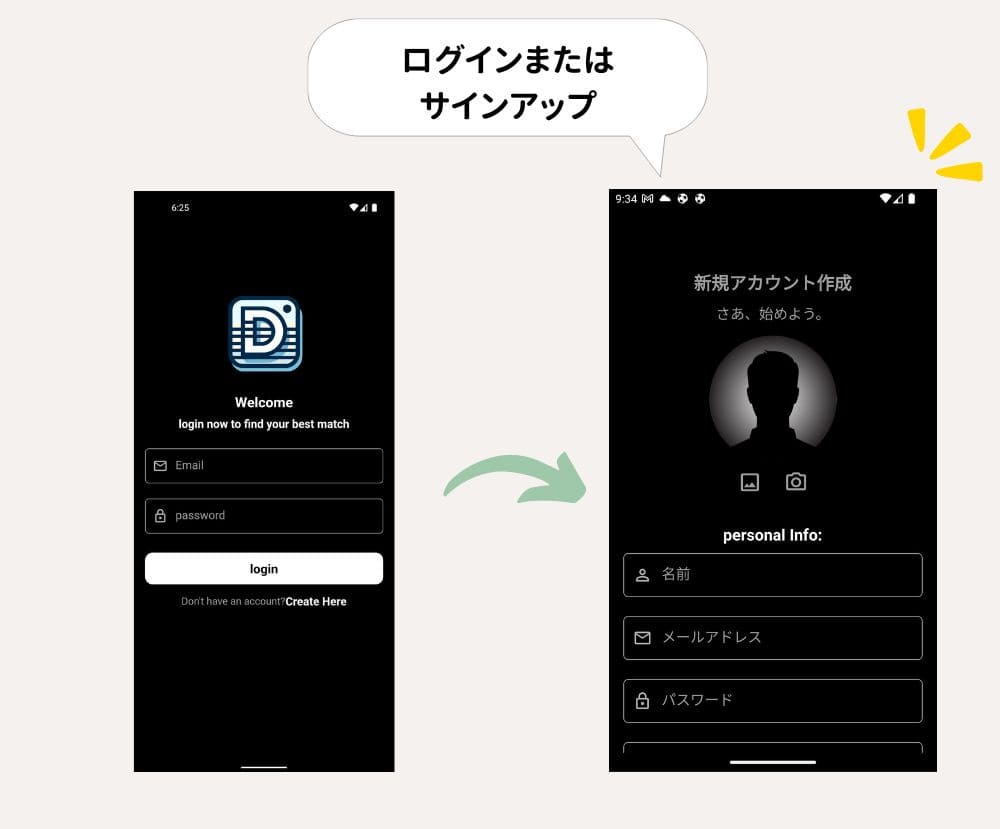 ログインまたは
サインアップ
6:25
D
Welcome
login now to find your best match
Email
password
login
Don't have an account?Create Here
9:34
新規アカウント作成
さあ、始めよう。
personal Info:
名前
メールアドレス
パスワード